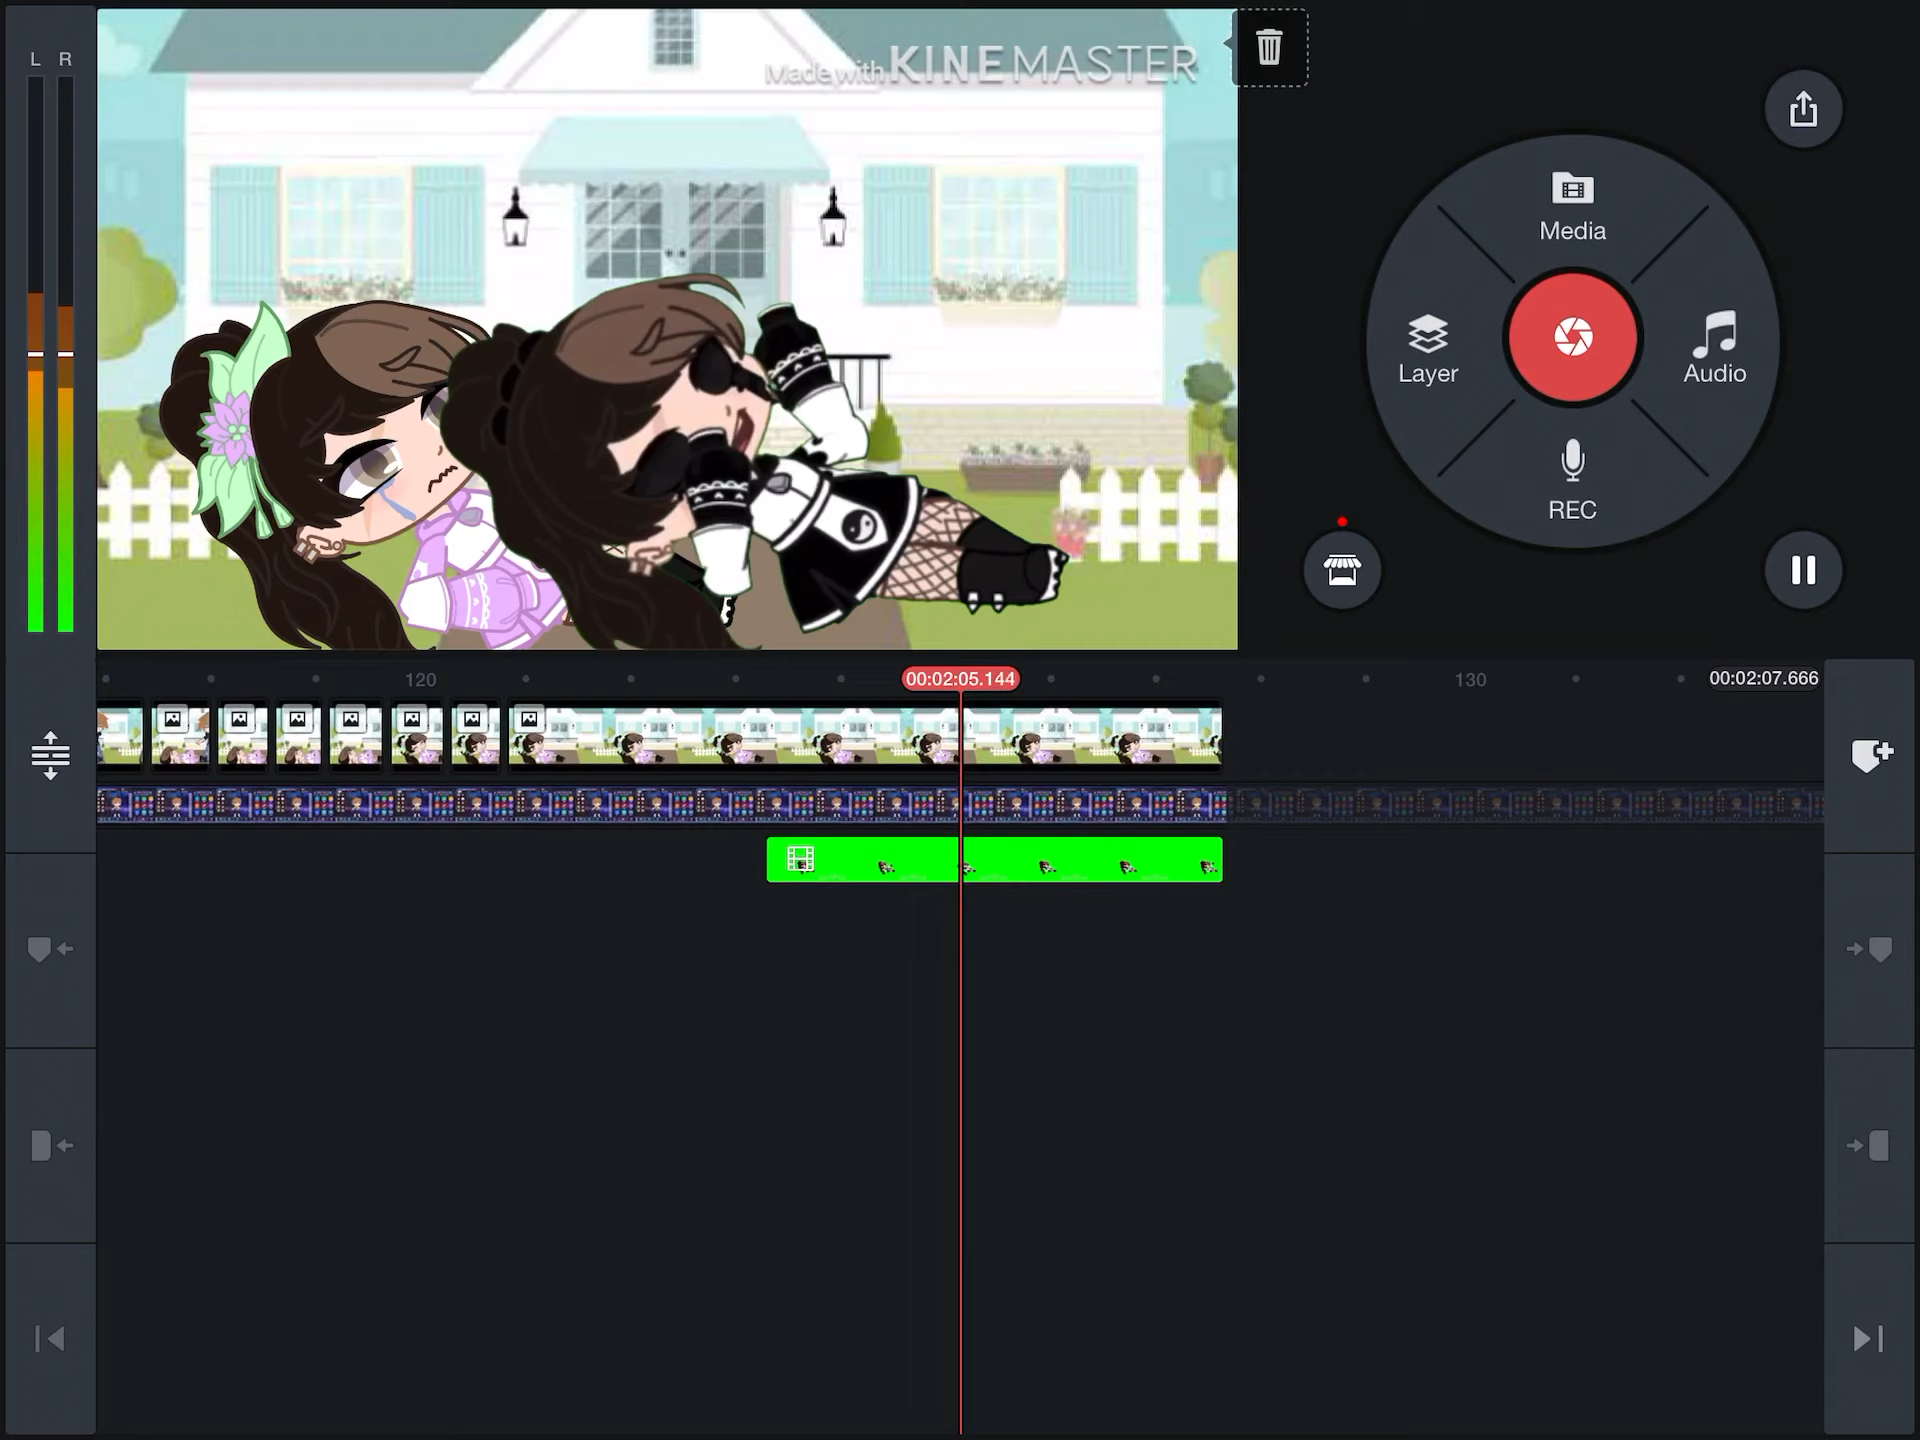 L R
Made with KINEMASTER
Media
Layer
Audio
REC
120
00:02:05.144
130
00:02:07.666